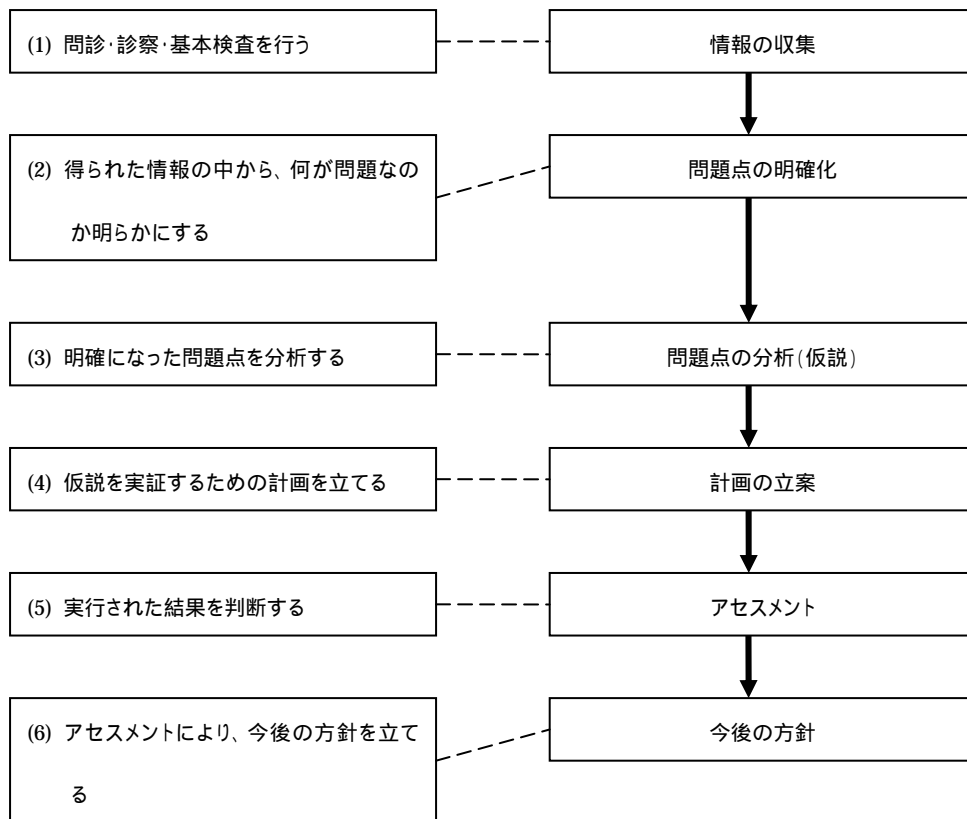 (1) 問診・診察・基本検査を行う
情報の収集
(2) 得られた情報の中から、何が問題なの
か明らかにする
問題点の明確化
(3) 明確になった問題点を分析する
問題点の分析(仮説)
(4) 仮説を実証するための計画を立てる
計画の立案
(5) 実行された結果を判断する
アセスメント
(6) アセスメントにより、今後の方針を立て
る
今後の方針